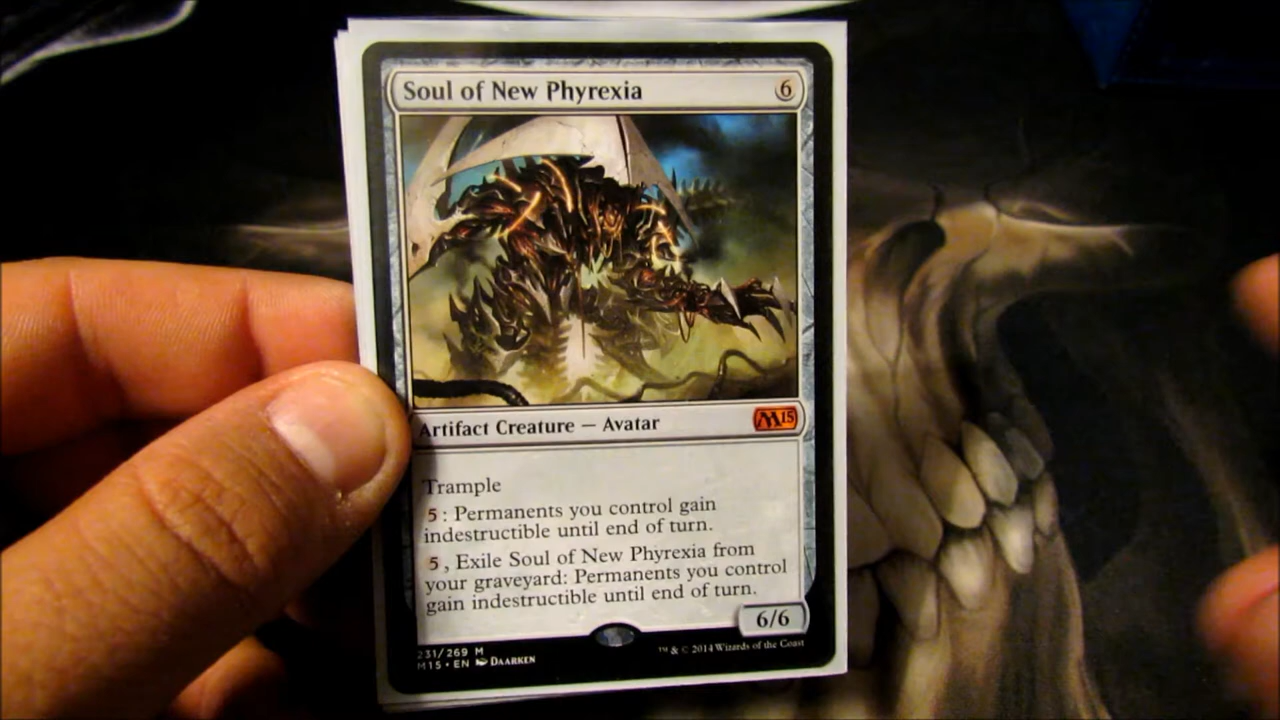 Soul of New Phyrexia 6
Artifact Creature — Avatar M15
Trample
5: Permanents you control gain
indestructible until end of turn.
5, Exile Soul of New Phyrexia from
your graveyard: Permanents you control
gain indestructible until end of turn.
6/6
231/269 M
M15 • EN DAARKEN
™ & © 2014 Wizards of the Coast